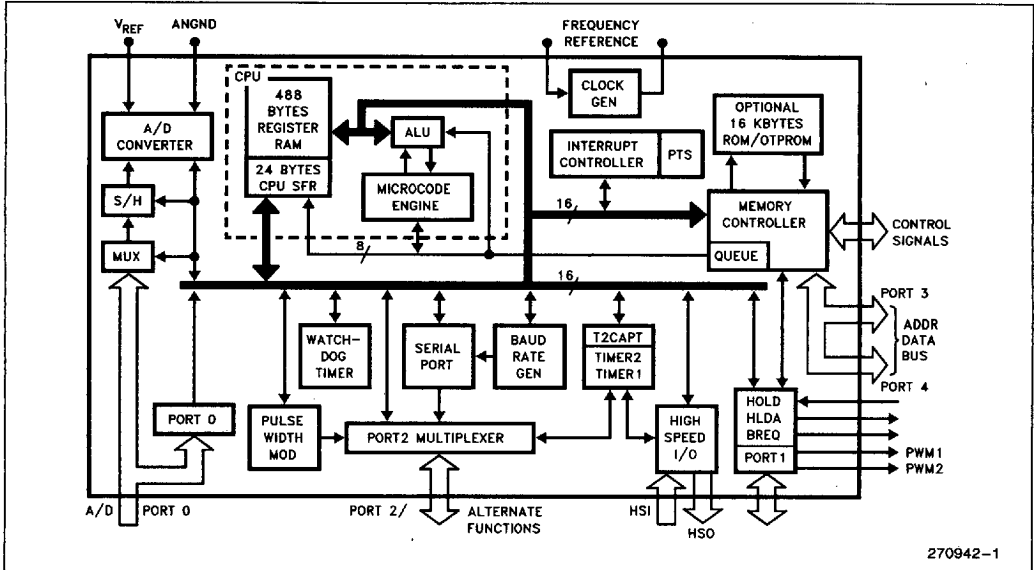 VREF
ANGND
FREQUENCY
REFERENCE
CPU
488
BYTES
REGISTER
RAM
24 BYTES
CPU SFR
ALU
MICROCODE
ENGINE
CLOCK
GEN
INTERRUPT
CONTROLLER
PTS
OPTIONAL
16 KBYTES
ROM/OTPROM
A/D
CONVERTER
S/H
MUX
16
MEMORY
CONTROLLER
QUEUE
CONTROL
SIGNALS
8
16
PORT 3
ADDR
DATA
BUS
PORT 4
WATCH-
DOG
TIMER
SERIAL
PORT
BAUD
RATE
GEN
T2CAPT
TIMER2
TIMER1
PORT 0
PULSE
WIDTH
MOD
PORT2 MULTIPLEXER
HIGH
SPEED
I/O
HOLD
HLDA
BREQ
PORT1
PWM1
PWM2
A/D
PORT 0
PORT 2/
ALTERNATE
FUNCTIONS
HSI
HSO
270942-1